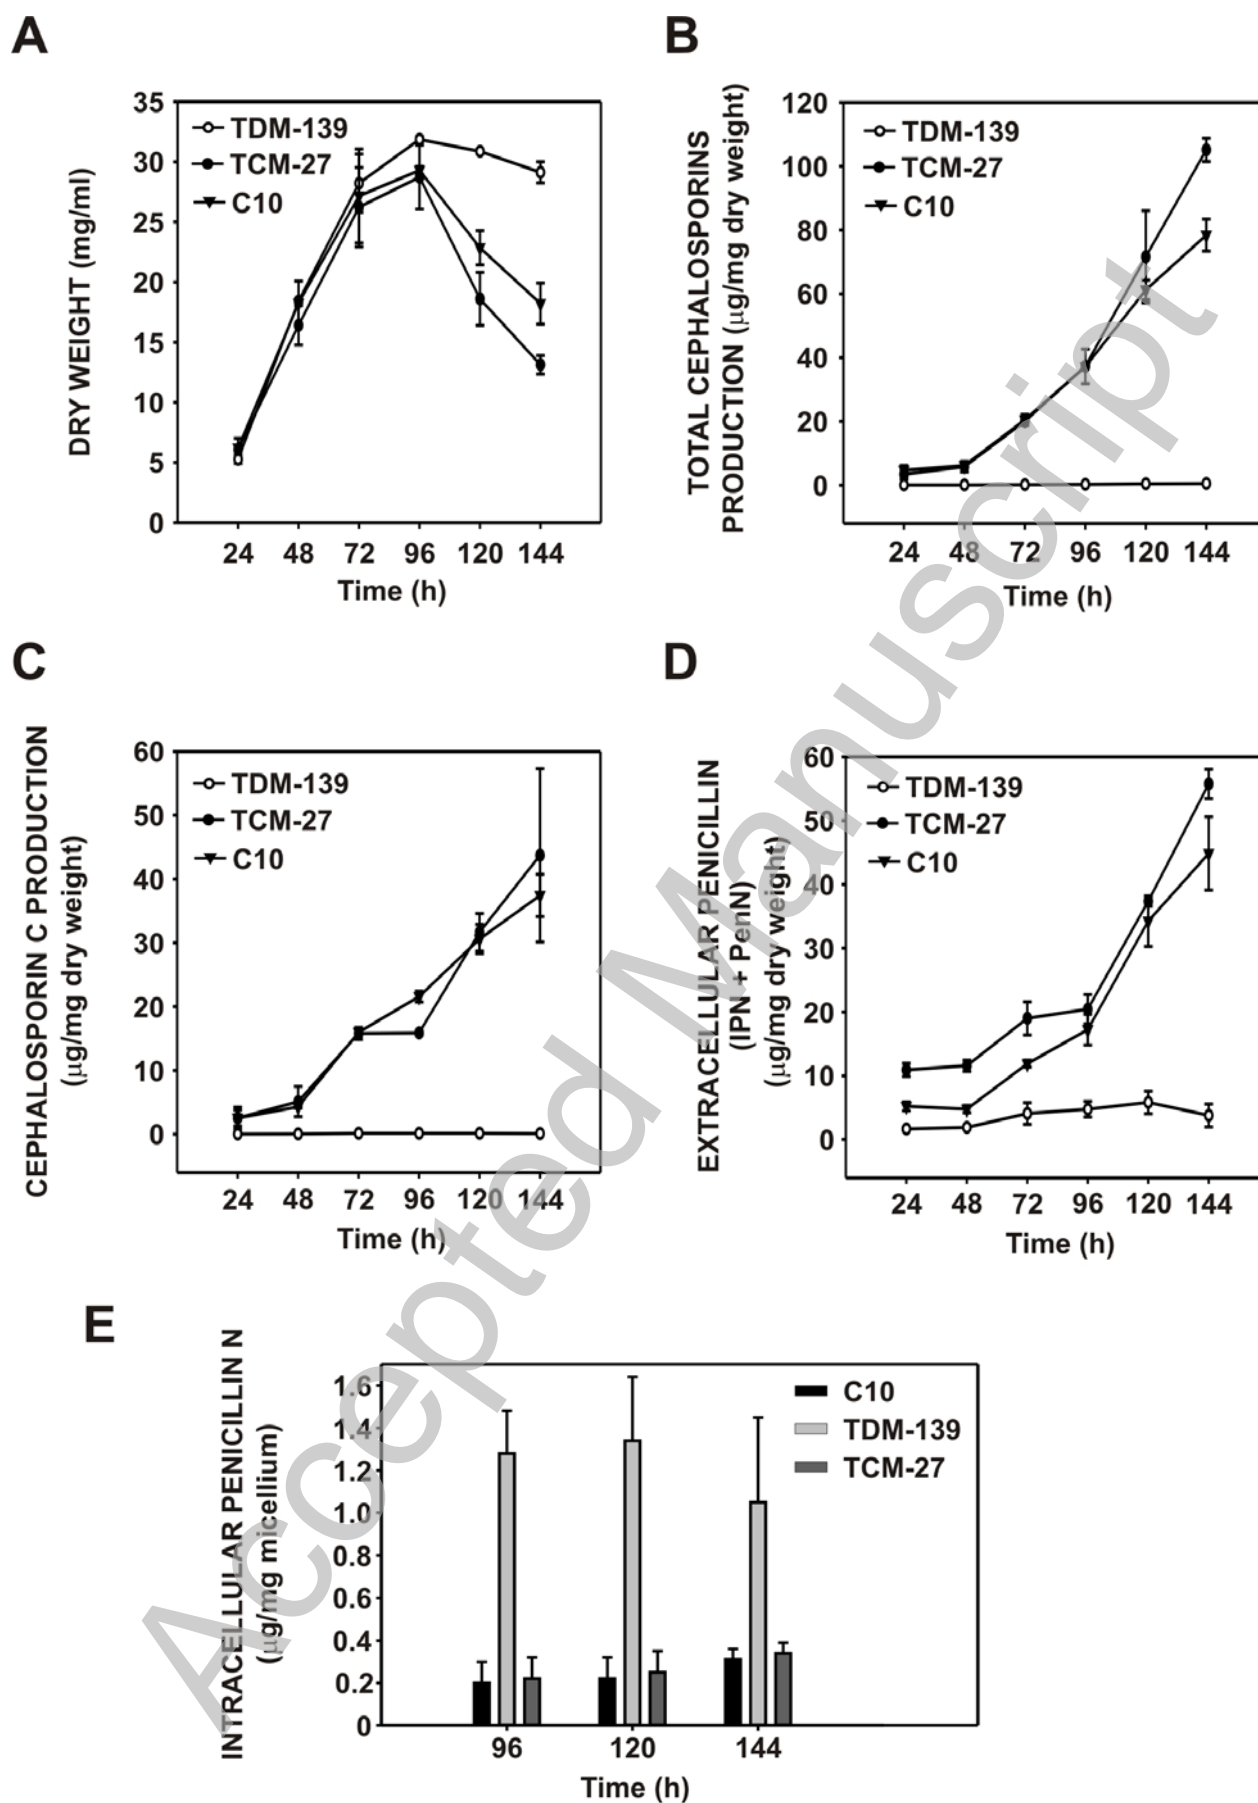 A
DRY WEIGHT (mg/ml)
35
30
25
20
15
10
5
0
TDM-139
TCM-27
C10
24 48 72 96 120 144
Time (h)
B
TOTAL CEPHALOSPORINS
PRODUCTION (μg/mg dry weight)
120
100
80
60
40
20
0
TDM-139
TCM-27
C10
24 48 72 96 120 144
Time (h)
C
CEPHALOSPORIN C PRODUCTION
(μg/mg dry weight)
60
50
40
30
20
10
0
TDM-139
TCM-27
C10
24 48 72 96 120 144
Time (h)
D
EXTRACELLULAR PENICILLIN
(IPN + PenN)
(μg/mg dry weight)
60
50
40
30
20
10
0
TDM-139
TCM-27
C10
24 48 72 96 120 144
Time (h)
E
INTRACELLULAR PENICILLIN N
(μg/mg micellium)
1.6
1.4
1.2
1.0
0.8
0.6
0.4
0.2
0
C10
TDM-139
TCM-27
96 120 144
Time (h)
Accepted Manuscript